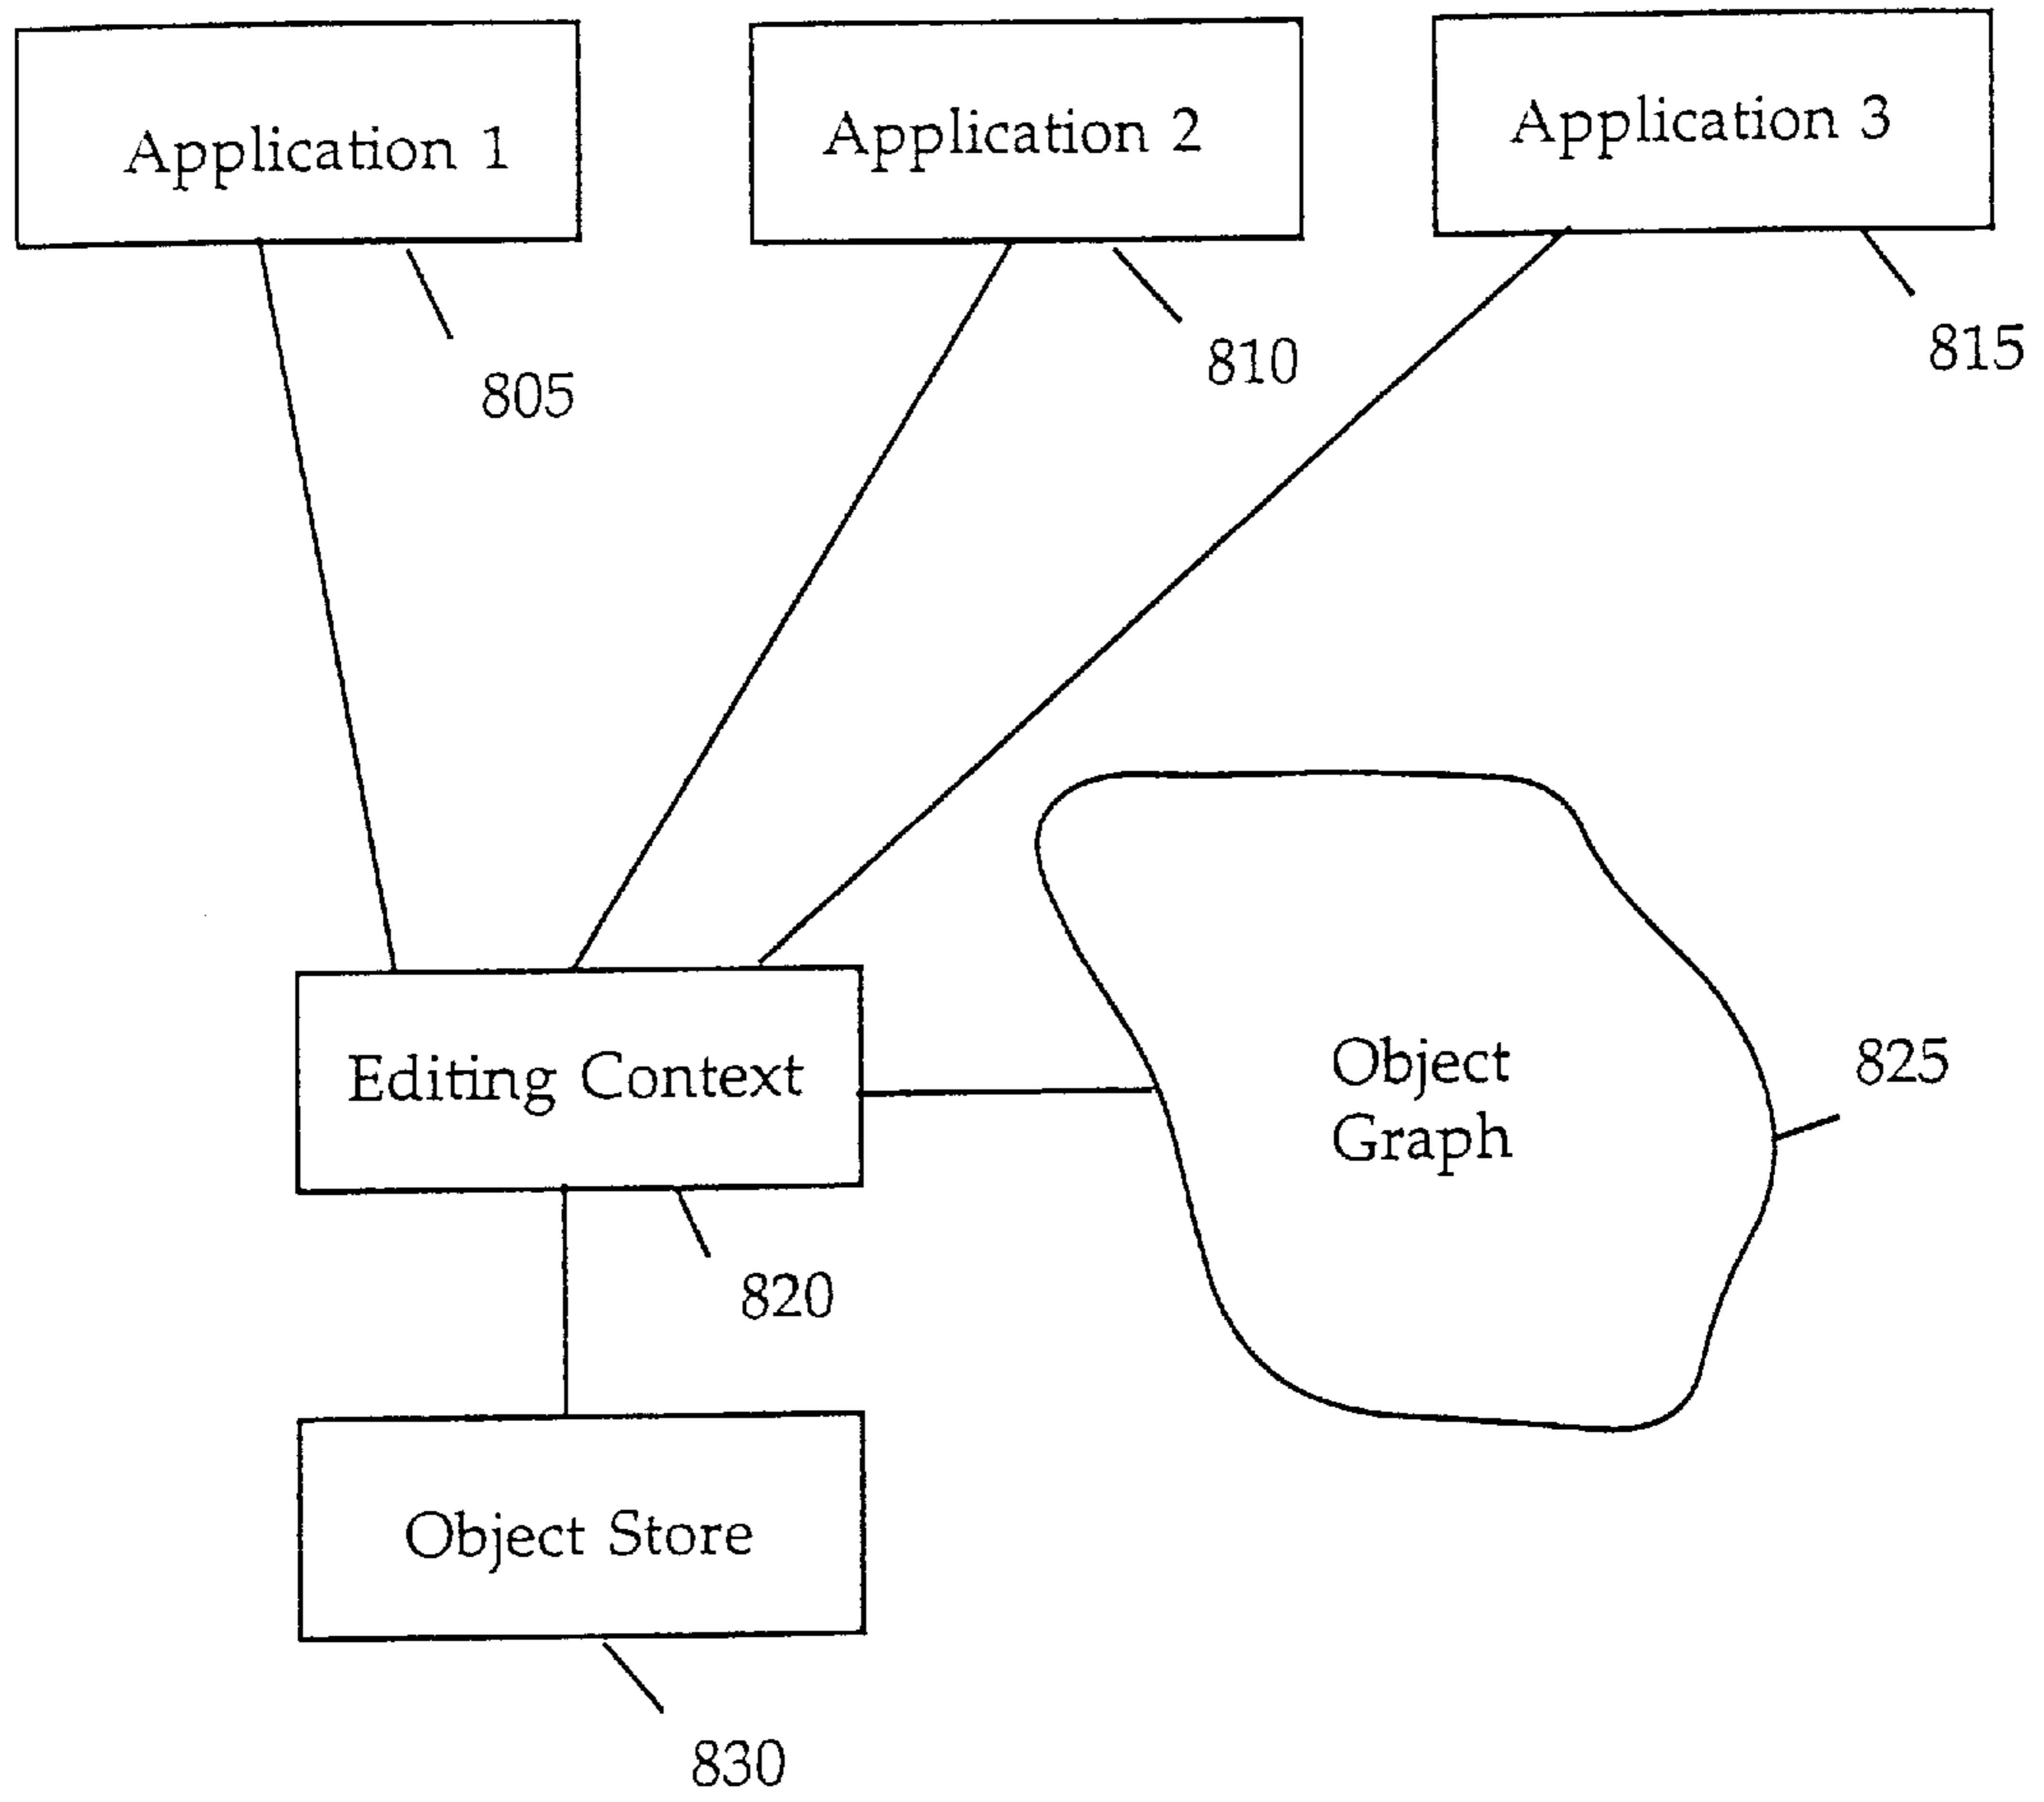 Application 1
Application 2
Application 3
805
810
815
Editing Context
820
Object
Graph
825
Object Store
830